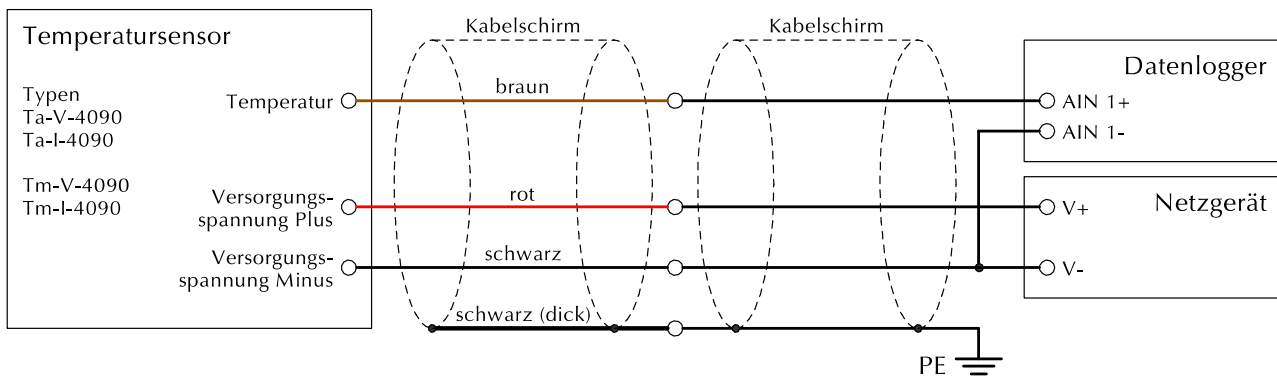 Temperatursensor
Typen
Ta-V-4090
Ta-I-4090
Tm-V-4090
Tm-I-4090
Temperatur
Versorgungs-
spannung Plus
Versorgungs-
spannung Minus
Kabelschirm
braun
rot
schwarz
schwarz (dick)
Kabelschirm
PE
Datenlogger
AIN 1+
AIN 1-
Netzgerät
V+
V-